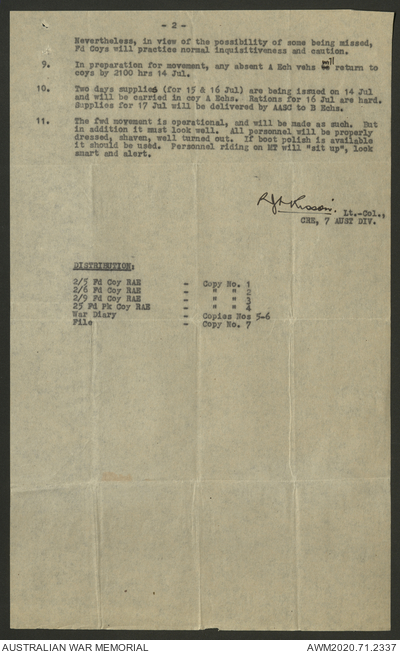 - 2 -
Nevertheless, in view of the possibility of some being missed,
Fd Coys will practice normal inquisitiveness and caution.
9. In preparation for movement, any absent A Ech vehs will return to
coys by 2100 hrs 14 Jul.
10. Two days supplies (for 15 & 16 Jul) are being issued on 14 Jul
and will be carried in coy A Echs. Rations for 16 Jul are hard.
Supplies for 17 Jul will be delivered by AASC to B Echs.
11. The fwd movement is operational, and will be made as such. But
in addition it must look well. All personnel will be properly
dressed, shaven, well turned out. If boot polish is available
it should be used. Personnel riding on MT will "sit up", look
smart and alert.
Lt.-Col.,
CRE, 7 AUST DIV.
DISTRIBUTION:
2/5 Fd Coy RAE - Copy No. 1
2/6 Fd Coy RAE - " " 2
2/9 Fd Coy RAE - " " 3
25 Fd Pk Coy RAE - " " 4
War Diary - Copies Nos 5-6
File - Copy No. 7
AUSTRALIAN WAR MEMORIAL
AWM2020.71.2337